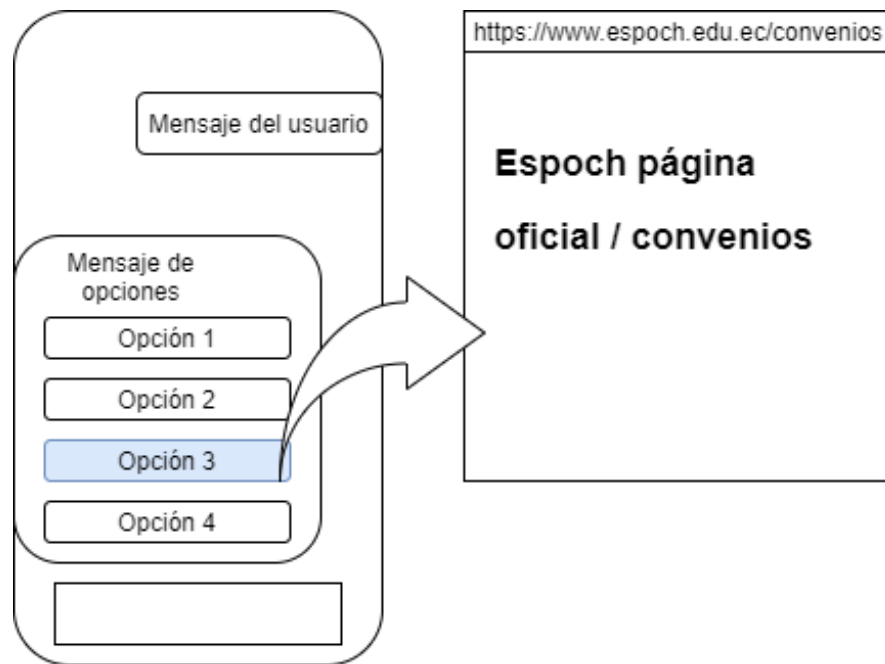 Mensaje del usuario
Mensaje de
opciones
Opción 1
Opción 2
Opción 3
Opción 4
https://www.espoch.edu.ec/convenios
Espoch página
oficial / convenios